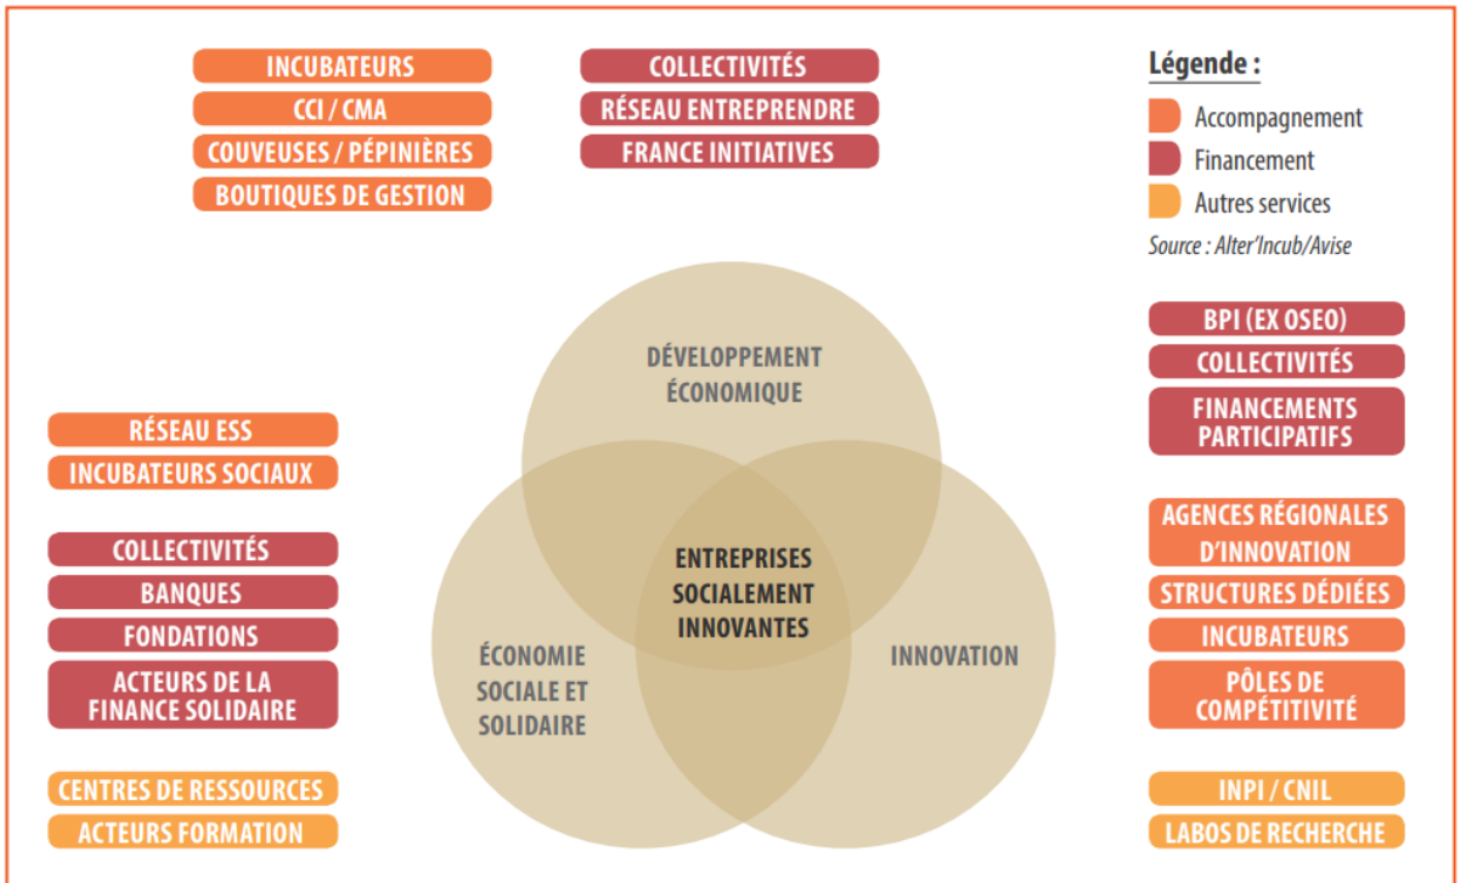 INCUBATEURS
CCI / CMA
COUVEUSES / PÉPINIÈRES
BOUTIQUES DE GESTION
COLLECTIVITÉS
RÉSEAU ENTREPRENDRE
FRANCE INITIATIVES
Légende :
Accompagnement
Financement
Autres services
Source : Alter'Incub/Avise
DÉVELOPPEMENT
ÉCONOMIQUE
ENTREPRISES
SOCIALEMENT
INNOVANTES
ÉCONOMIE
SOCIALE ET
SOLIDAIRE
INNOVATION
RÉSEAU ESS
INCUBATEURS SOCIAUX
COLLECTIVITÉS
BANQUES
FONDATIONS
ACTEURS DE LA
FINANCE SOLIDAIRE
CENTRES DE RESSOURCES
ACTEURS FORMATION
BPI (EX OSEO)
COLLECTIVITÉS
FINANCEMENTS
PARTICIPATIFS
AGENCES RÉGIONALES
D'INNOVATION
STRUCTURES DÉDIÉES
INCUBATEURS
PÔLES DE
COMPÉTITIVITÉ
INPI / CNIL
LABOS DE RECHERCHE